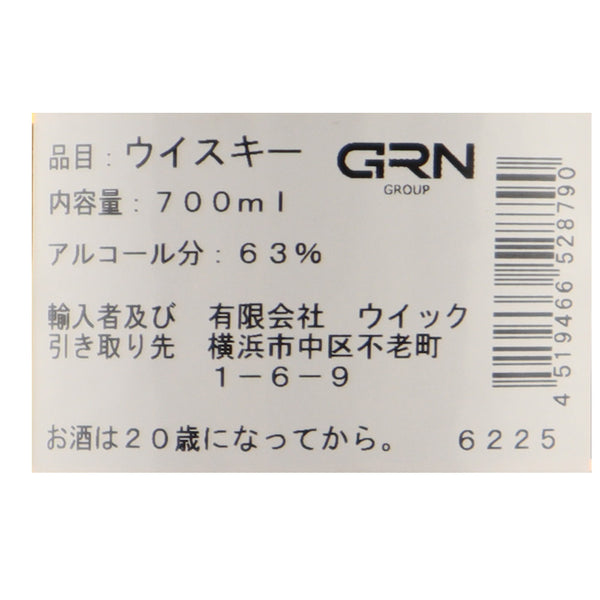 品目：ウイスキー
GRN
GROUP
内容量：７００ｍｌ
アルコール分：６３％
輸入者及び　有限会社　ウイック
引き取り先　横浜市中区不老町
１－６－９
お酒は２０歳になってから。　６２２５
4 519466 528790